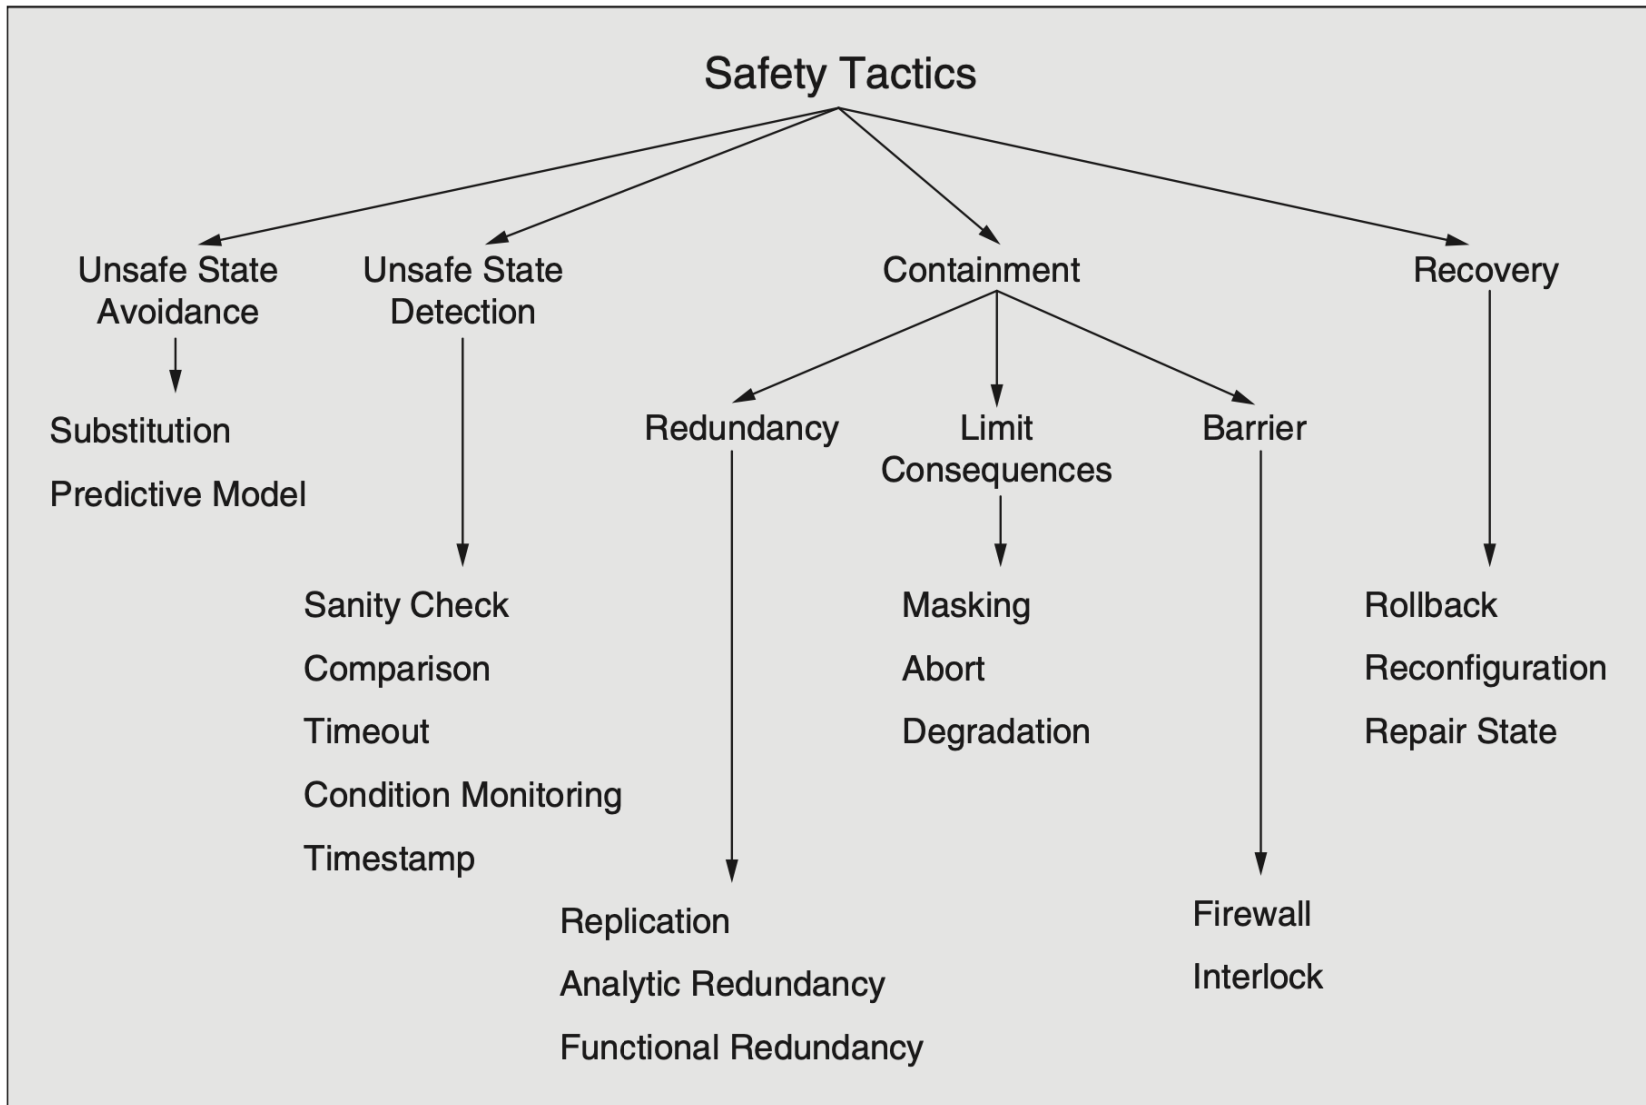 Safety Tactics
Unsafe State
Avoidance
Unsafe State
Detection
Containment
Recovery
Substitution
Predictive Model
Redundancy
Limit
Consequences
Barrier
Sanity Check
Comparison
Timeout
Condition Monitoring
Timestamp
Masking
Abort
Degradation
Rollback
Reconfiguration
Repair State
Replication
Analytic Redundancy
Functional Redundancy
Firewall
Interlock